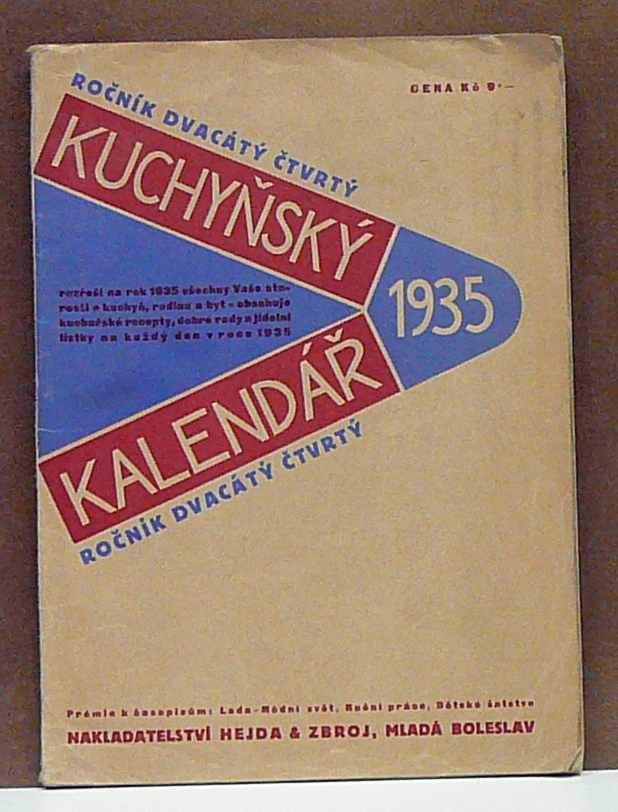 CENA Kč 9·—
ROČNÍK DVACÁTÝ ČTVRTÝ
KUCHYŇSKÝ
rozřeší na rok 1935 všechny Vaše sta-
rosti o kuchyň, rodinu a byt - obsahuje
kuchařské recepty, dobré rady a jídelní
lístky na každý den v roce 1935
1935
KALENDÁŘ
ROČNÍK DVACÁTÝ ČTVRTÝ
Prémie k časopisům: Lada-Módní svět, Ruční práce, Dětské šatstvo
NAKLADATELSTVÍ HEJDA & ZBROJ, MLADÁ BOLESLAV